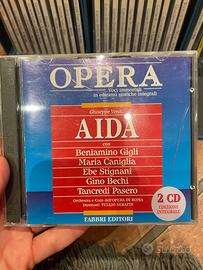 OPERA
Voci immortali
in edizioni storiche integrali
Giuseppe Verdi
AIDA
con
Beniamino Gigli
Maria Caniglia
Ebe Stignani
Gino Bechi
Tancredi Pasero
Orchestra e Coro dell'OPERA DI ROMA
Direttore: TULLIO SERAFIN
2 CD
EDIZIONE
INTEGRALE
FABBRI EDITORI